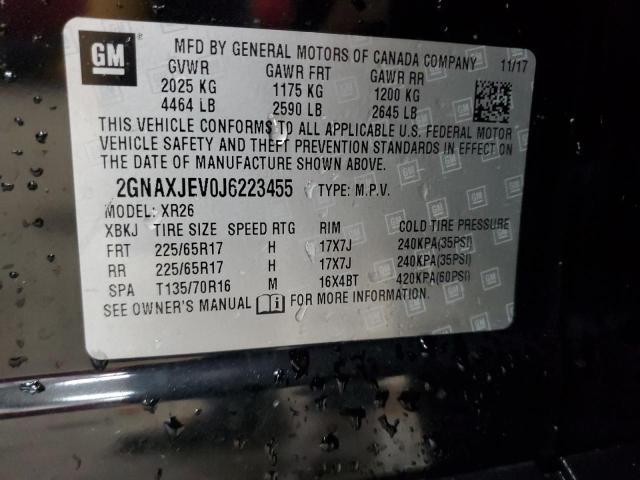 GM
MFD BY GENERAL MOTORS OF CANADA COMPANY 11/17
GVWR GAWR FRT GAWR RR
2025 KG 1175 KG 1200 KG
4464 LB 2590 LB 2645 LB
THIS VEHICLE CONFORMS TO ALL APPLICABLE U.S. FEDERAL MOTOR
VEHICLE SAFETY AND THEFT PREVENTION STANDARDS IN EFFECT ON
THE DATE OF MANUFACTURE SHOWN ABOVE.
2GNAXJEV0J6223455 TYPE: M.P.V.
MODEL: XR26
XBKJ TIRE SIZE SPEED RTG RIM COLD TIRE PRESSURE
FRT 225/65R17 H 17X7J 240KPA(35PSI)
RR 225/65R17 H 17X7J 240KPA(35PSI)
SPA T135/70R16 M 16X4BT 420KPA(60PSI)
SEE OWNER'S MANUAL FOR MORE INFORMATION.